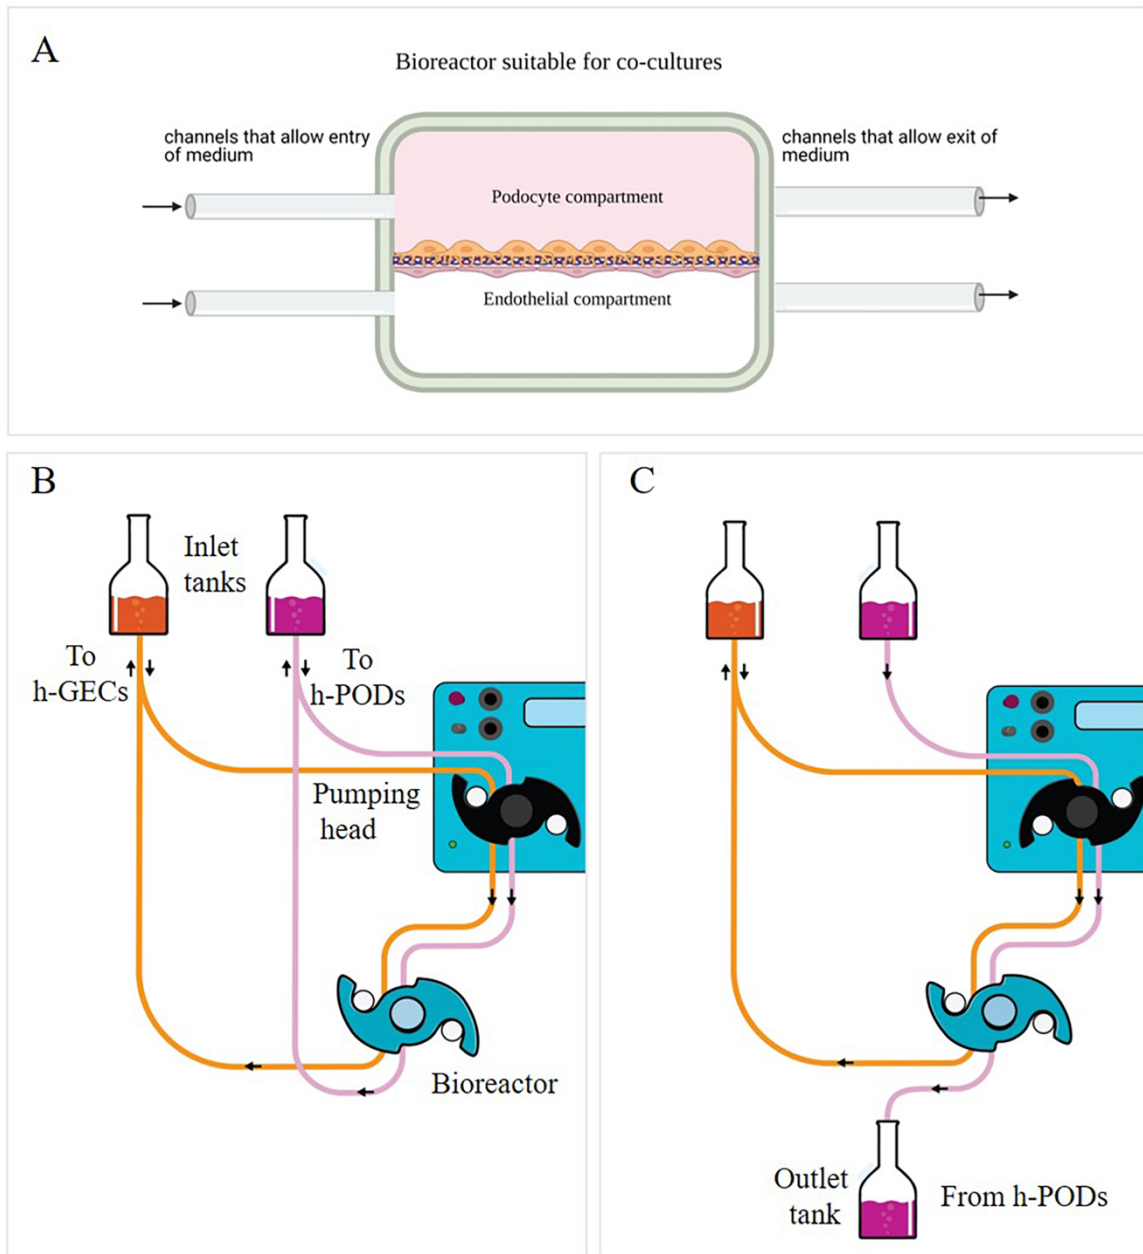 A
Bioreactor suitable for co-cultures
channels that allow entry
of medium
channels that allow exit of
medium
Podocyte compartment
Endothelial compartment
B
Inlet
tanks
To
h-GECs
To
h-PODs
Pumping
head
Bioreactor
C
Outlet
tank
From h-PODs